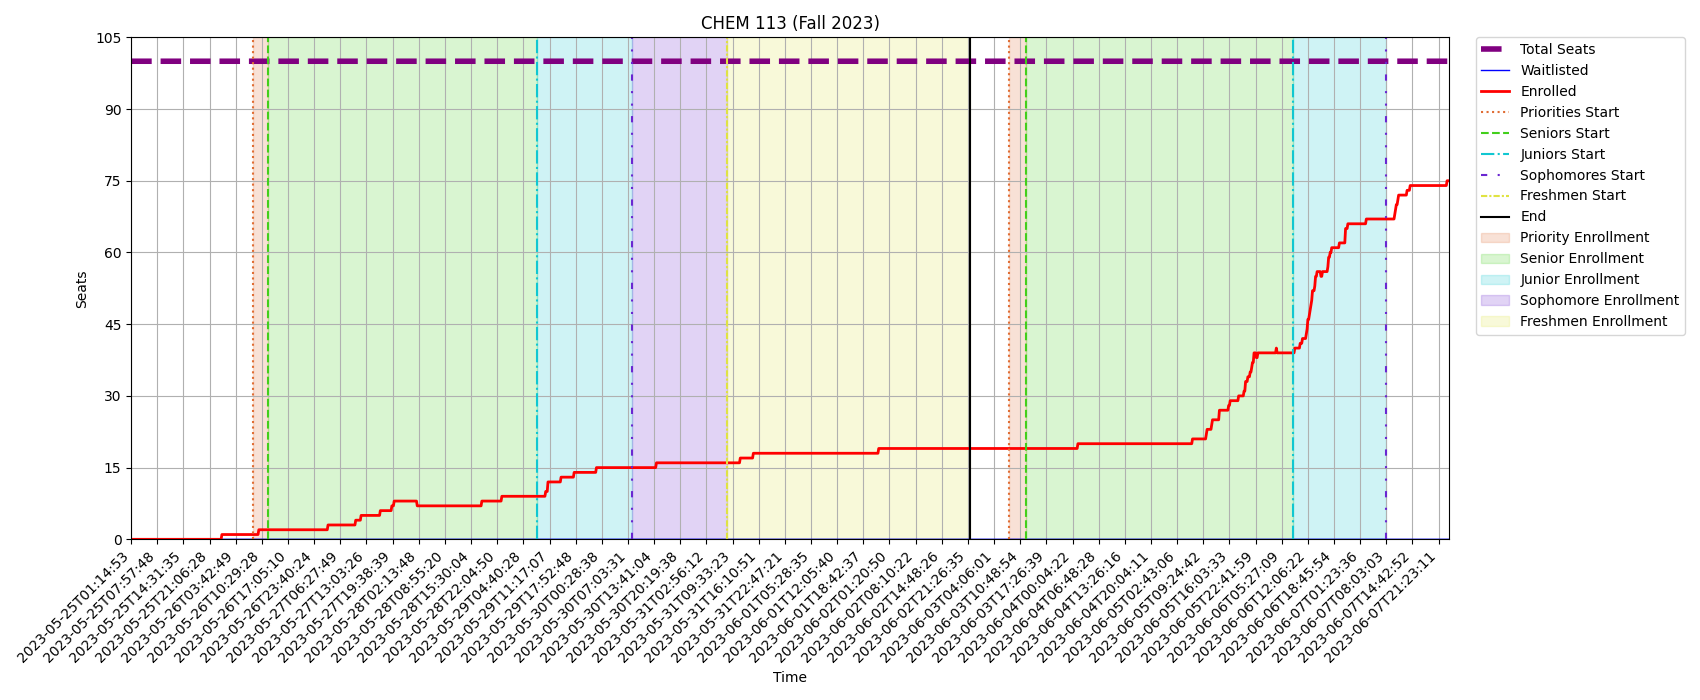 CHEM 113 (Fall 2023)
105
90
75
60
45
30
15
0
Seats
2023-05-25T01:14:53
2023-05-25T07:57:48
2023-05-25T14:31:35
2023-05-25T21:06:28
2023-05-26T03:42:49
2023-05-26T10:29:28
2023-05-26T17:05:10
2023-05-26T23:40:24
2023-05-27T06:27:49
2023-05-27T13:03:26
2023-05-27T19:38:39
2023-05-28T02:13:48
2023-05-28T08:55:20
2023-05-28T15:30:04
2023-05-28T22:04:50
2023-05-29T04:40:28
2023-05-29T11:17:07
2023-05-29T17:52:48
2023-05-30T00:28:38
2023-05-30T07:03:31
2023-05-30T13:41:04
2023-05-30T20:19:38
2023-05-31T02:56:12
2023-05-31T09:33:23
2023-05-31T16:10:51
2023-05-31T22:47:21
2023-06-01T05:28:35
2023-06-01T12:05:40
2023-06-01T18:42:37
2023-06-02T01:20:50
2023-06-02T08:10:22
2023-06-02T14:48:26
2023-06-02T21:26:35
2023-06-03T04:06:01
2023-06-03T10:48:54
2023-06-03T17:26:39
2023-06-04T00:04:22
2023-06-04T06:48:28
2023-06-04T13:26:16
2023-06-04T20:04:11
2023-06-05T02:43:06
2023-06-05T09:24:42
2023-06-05T16:03:33
2023-06-05T22:41:59
2023-06-06T05:27:09
2023-06-06T12:06:22
2023-06-06T18:45:54
2023-06-07T01:23:36
2023-06-07T08:03:03
2023-06-07T14:42:52
2023-06-07T21:23:11
Time
Total Seats
Waitlisted
Enrolled
Priorities Start
Seniors Start
Juniors Start
Sophomores Start
Freshmen Start
End
Priority Enrollment
Senior Enrollment
Junior Enrollment
Sophomore Enrollment
Freshmen Enrollment